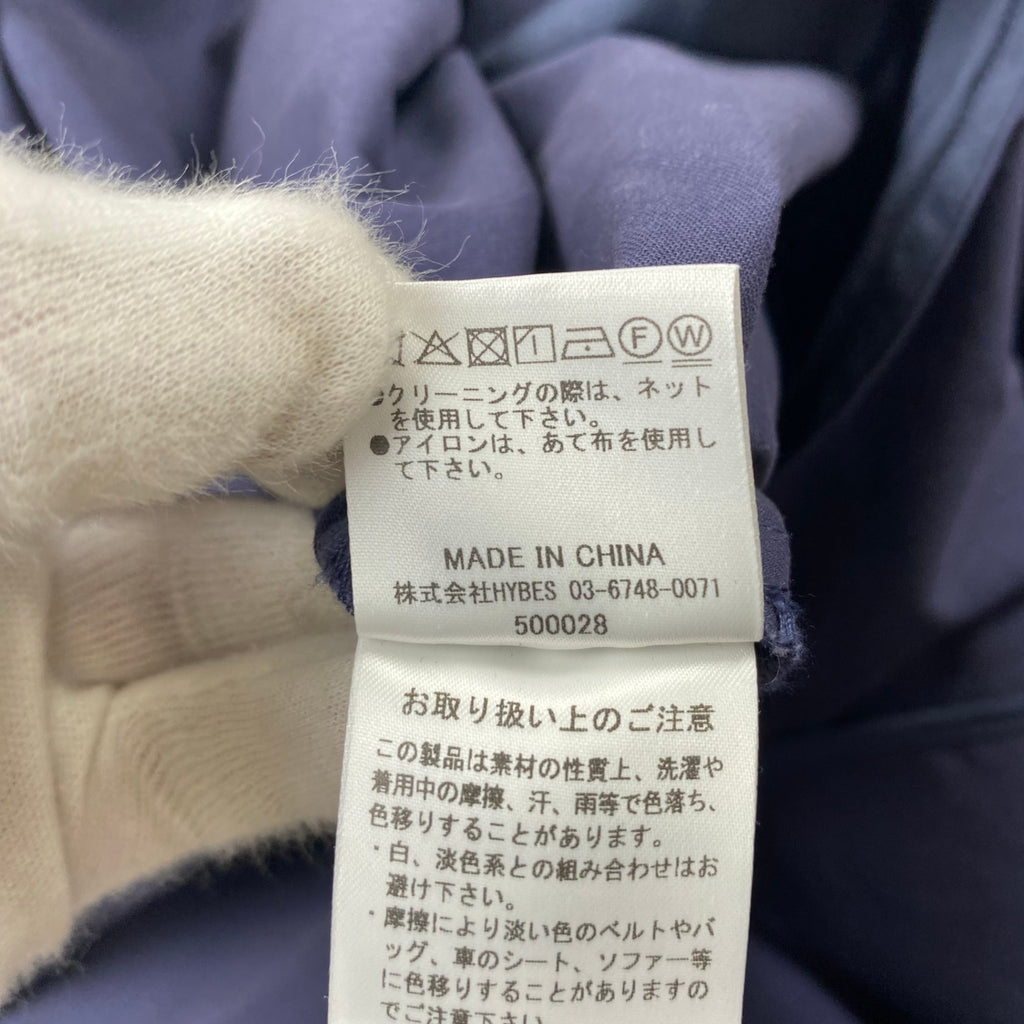 F W
●クリーニングの際は、ネット
を使用して下さい。
●アイロンは、あて布を使用し
て下さい。
MADE IN CHINA
株式会社HYBES 03-6748-0071
500028
お取り扱い上のご注意
この製品は素材の性質上、洗濯や
着用中の摩擦、汗、雨等で色落ち、
色移りすることがあります。
・白、淡色系との組み合わせはお
避け下さい。
・摩擦により淡い色のベルトやバ
ッグ、車のシート、ソファー等
に色移りすることがありますの
でご注意下さい